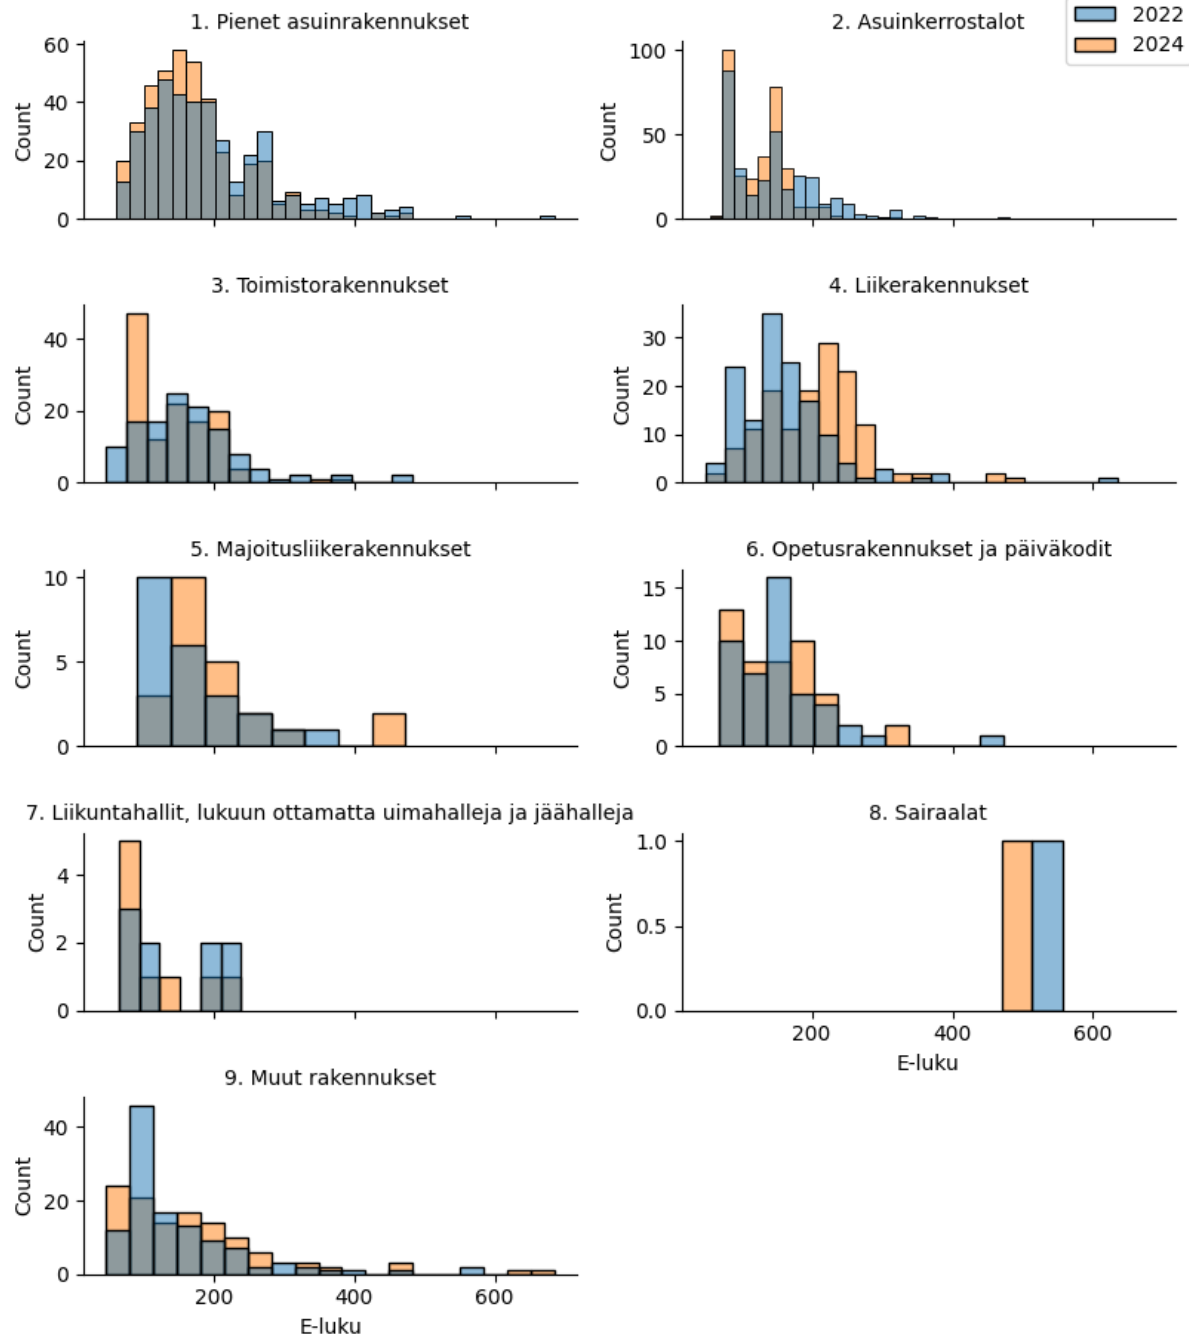 1. Pienet asuinrakennukset
60
40
20
0
Count
2. Asuinkerrostalot
100
50
0
Count
2022
2024
3. Toimistorakennukset
40
20
0
Count
4. Liikerakennukset
30
20
10
0
Count
5. Majoitusliikerakennukset
10
5
0
Count
6. Opetusrakennukset ja päiväkodit
15
10
5
0
Count
7. Liikuntahallit, lukuun ottamatta uimahalleja ja jäähalleja
4
2
0
Count
8. Sairaalat
1.0
0.5
0.0
Count
200 400 600
E-luku
9. Muut rakennukset
40
20
0
Count
200 400 600
E-luku